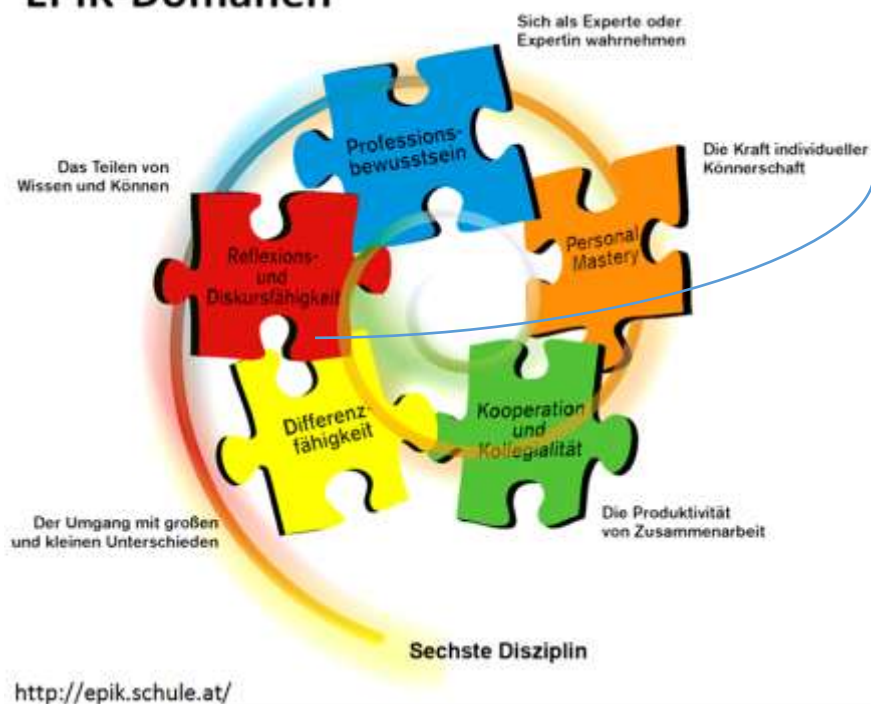 EPIK-Domänen
Sich als Experte oder
Expertin wahrnehmen
Professions-
bewusstsein
Die Kraft individueller
Könnerschaft
Das Teilen von
Wissen und Können
Personal
Mastery
Reflexions-
und
Diskursfähigkeit
Differenz-
fähigkeit
Kooperation
und
Kollegialität
Die Produktivität
von Zusammenarbeit
Der Umgang mit großen
und kleinen Unterschieden
Sechste Disziplin
http://epik.schule.at/